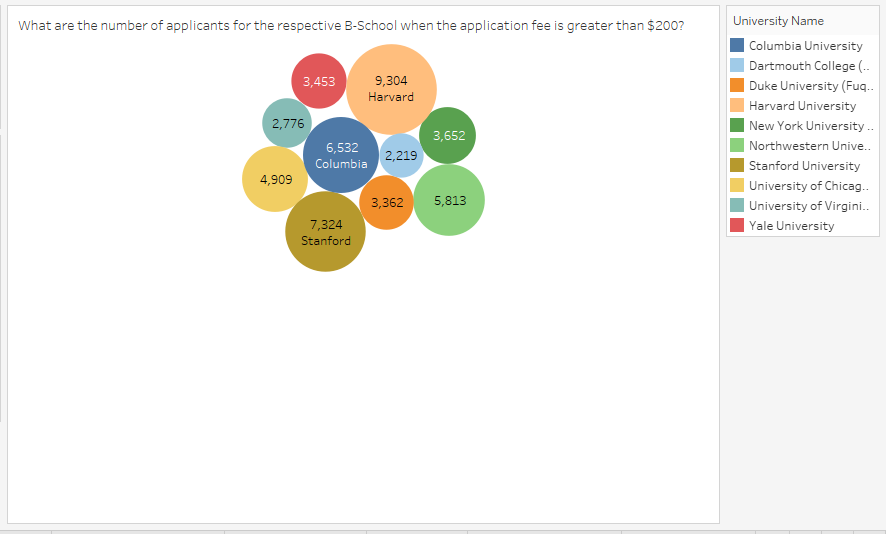 What are the number of applicants for the respective B-School when the application fee is greater than $200?
3,453
9,304
Harvard
2,776
3,652
6,532
Columbia
2,219
4,909
3,362
5,813
7,324
Stanford
University Name
Columbia University
Dartmouth College (..
Duke University (Fuq..
Harvard University
New York University ..
Northwestern Unive..
Stanford University
University of Chicag..
University of Virgini..
Yale University